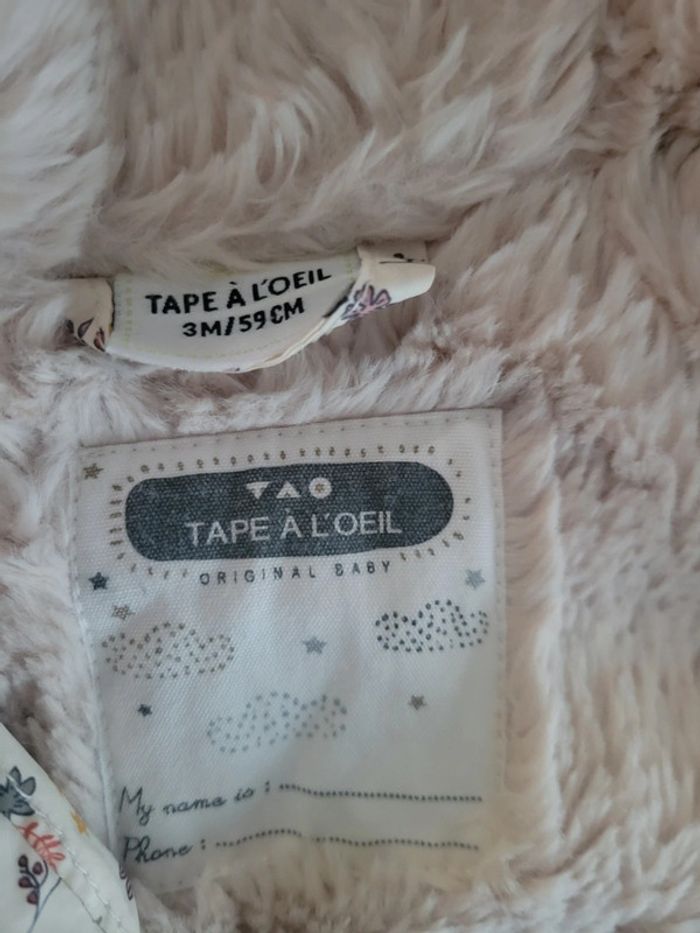 TAPE À L'OEIL
3M/59CM
TAO
TAPE À L'OEIL
ORIGINAL BABY
My name is :
Phone :